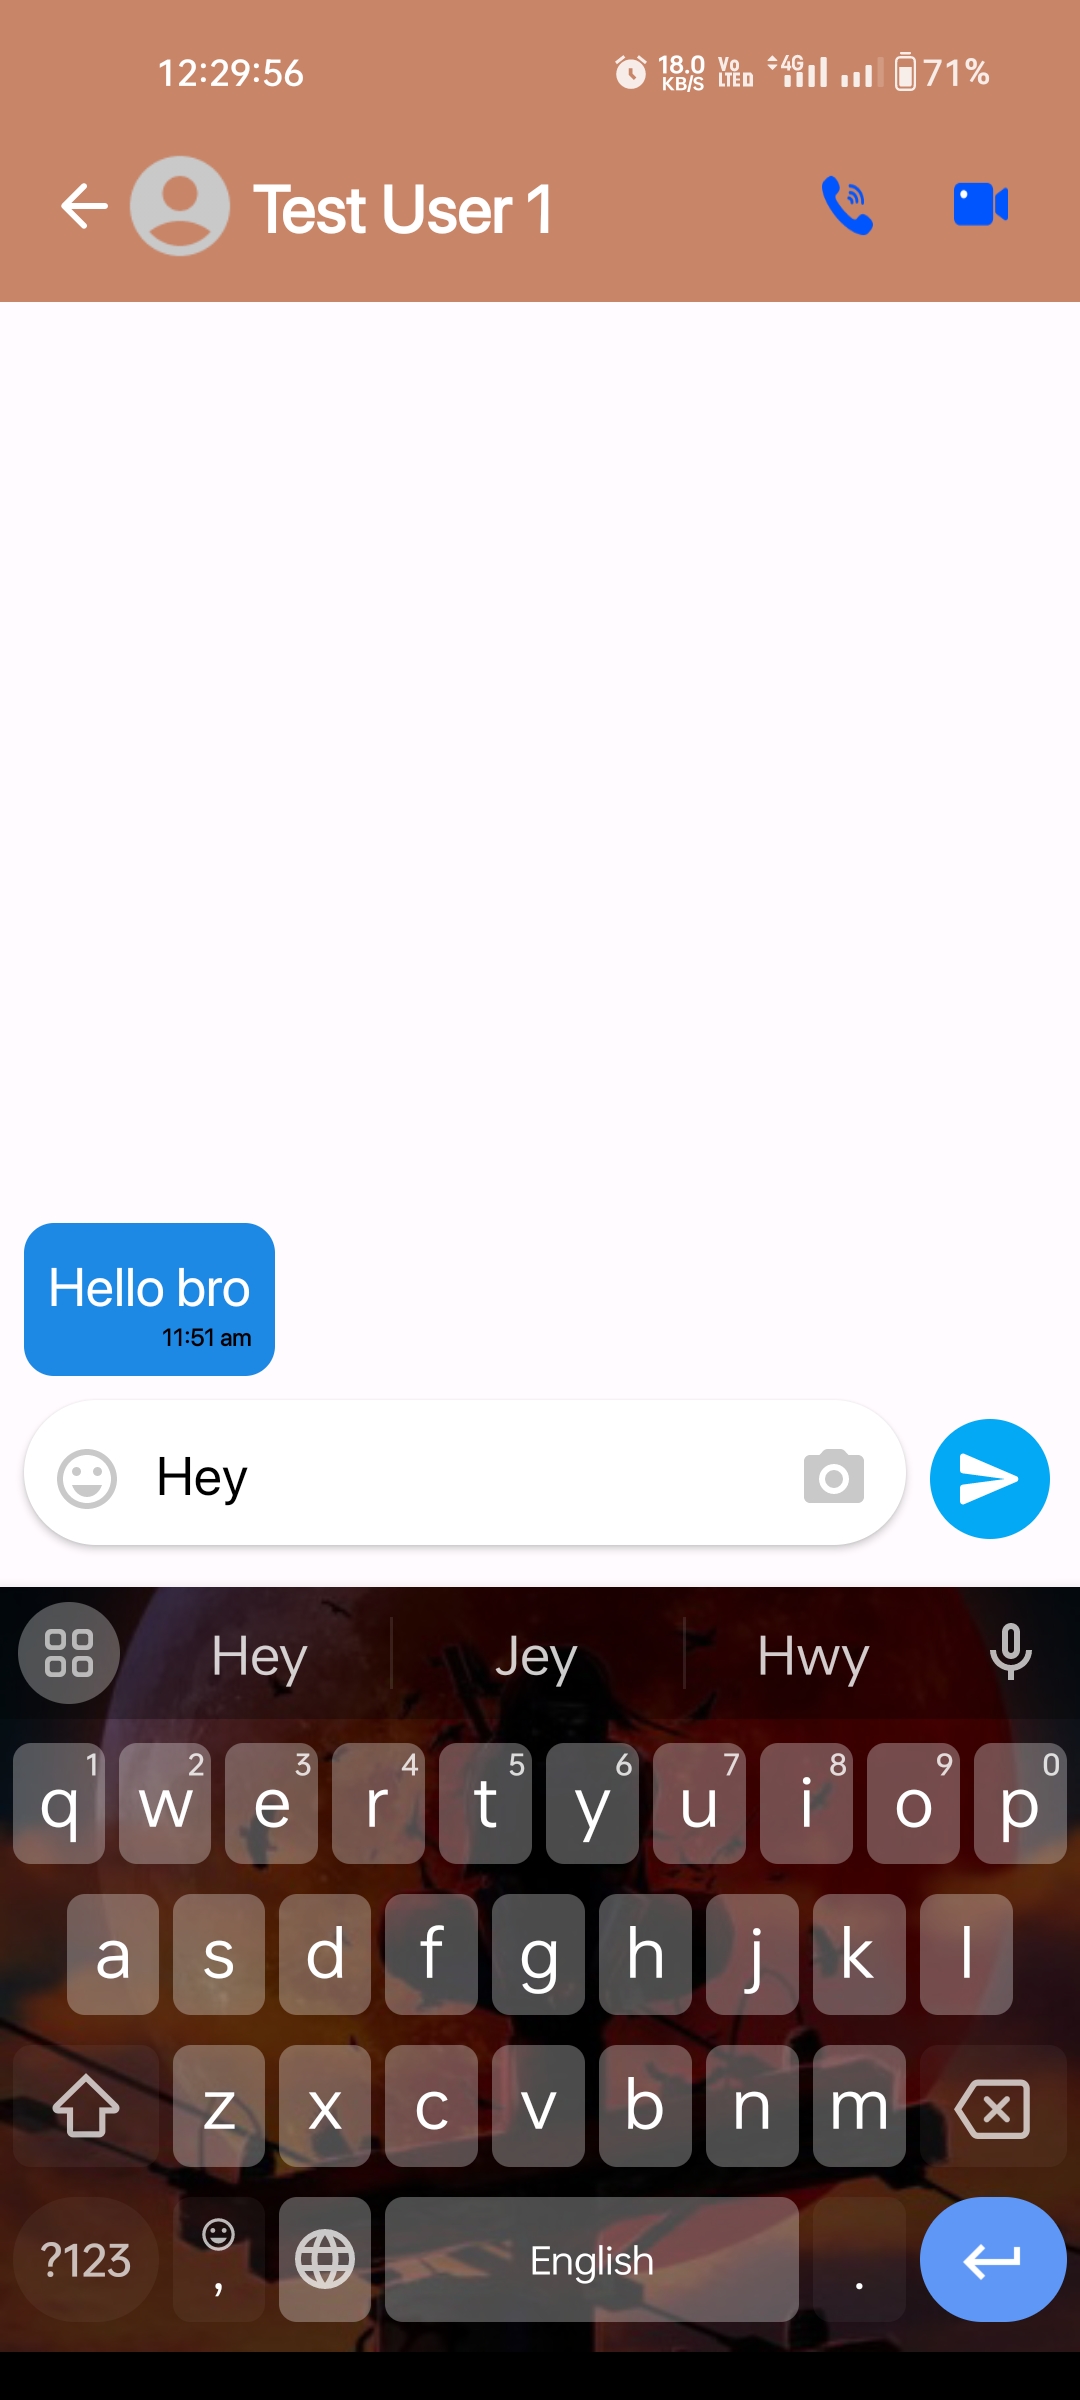 12:29:56 18.0 KB/S Vo LTE 4G 71%
Test User 1
Hello bro
11:51 am
Hey
Hey Jey Hwy
1 2 3 4 5 6 7 8 9 0
q w e r t y u i o p
a s d f g h j k l
z x c v b n m
?123 , English .